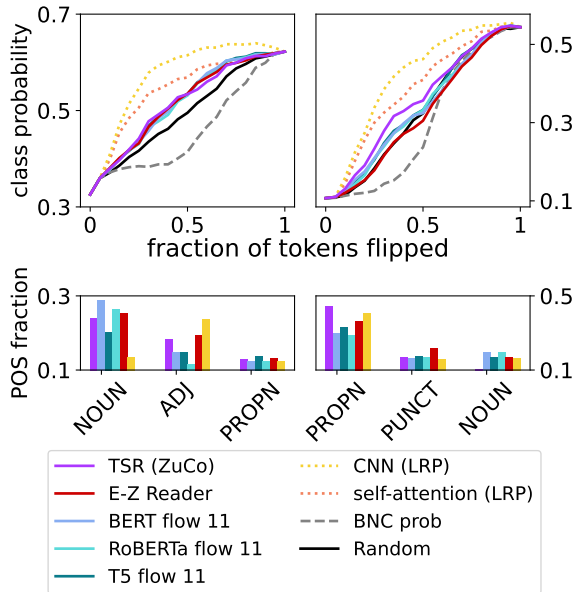 0.7
0.5
0.3
class probability
0.5
0.3
0.1
0 0.5 1
0 0.5 1
fraction of tokens flipped
POS fraction
0.3
0.1
0.5
0.1
NOUN ADJ PROPN
PROPN PUNCT NOUN
TSR (ZuCo)
E-Z Reader
BERT flow 11
RoBERTa flow 11
T5 flow 11
CNN (LRP)
self-attention (LRP)
BNC prob
Random